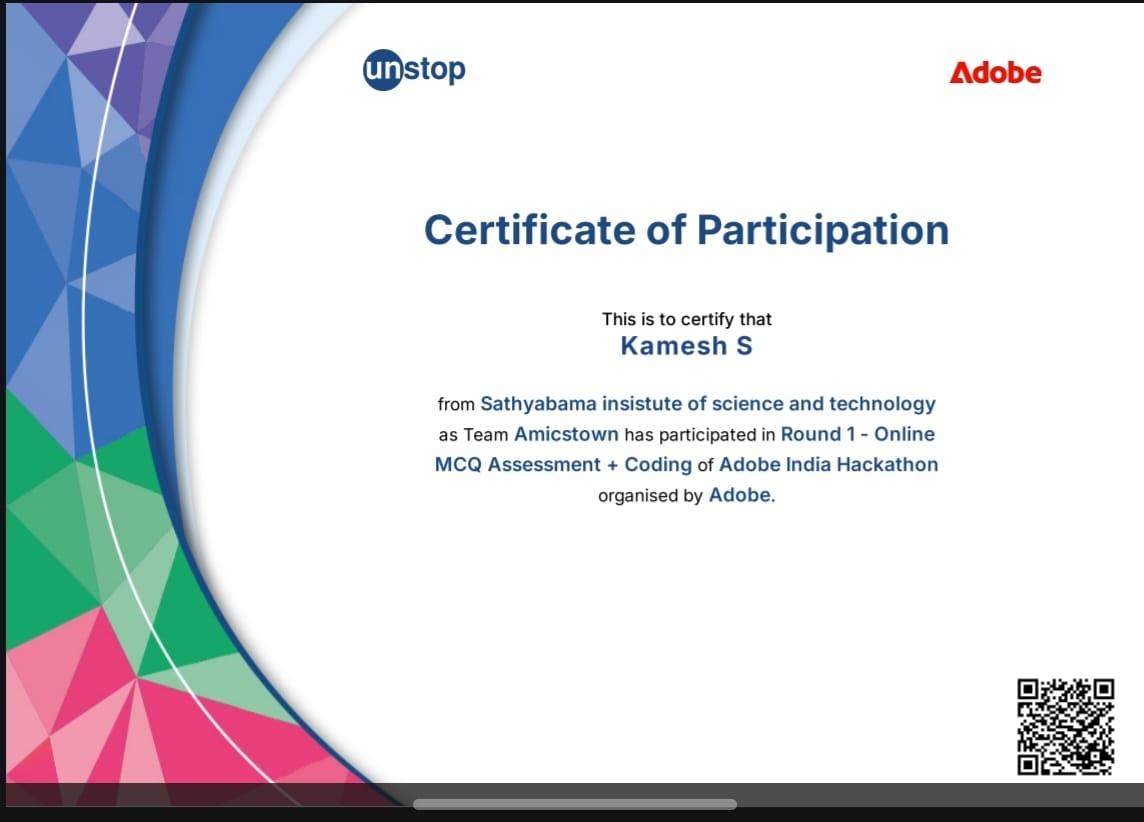 unstop
Adobe
Certificate of Participation
This is to certify that
Kamesh S
from Sathyabama insistute of science and technology
as Team Amicstown has participated in Round 1 - Online
MCQ Assessment + Coding of Adobe India Hackathon
organised by Adobe.